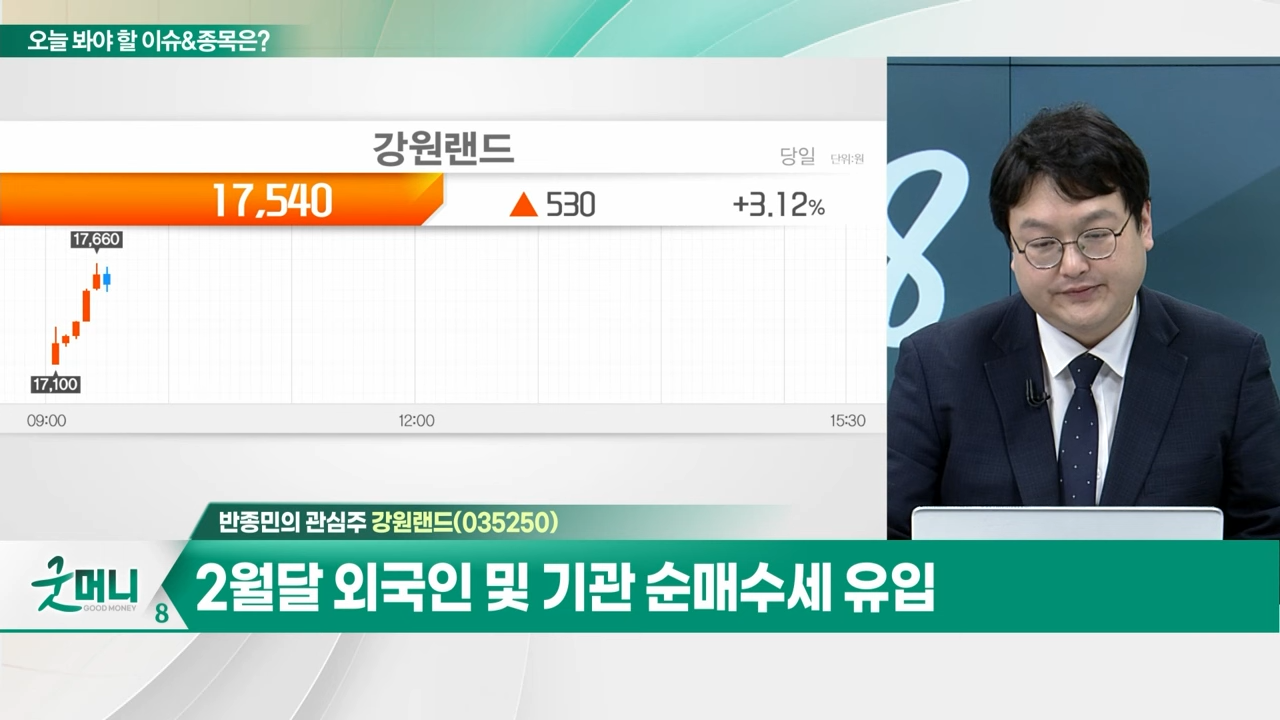 오늘 봐야 할 이슈&종목은?
강원랜드
당일 단위:원
17,540 ▲ 530 +3.12%
17,660
17,100
09:00 12:00 15:30
8
반종민의 관심주 강원랜드(035250)
굿머니
GOOD MONEY
8
2월달 외국인 및 기관 순매수세 유입